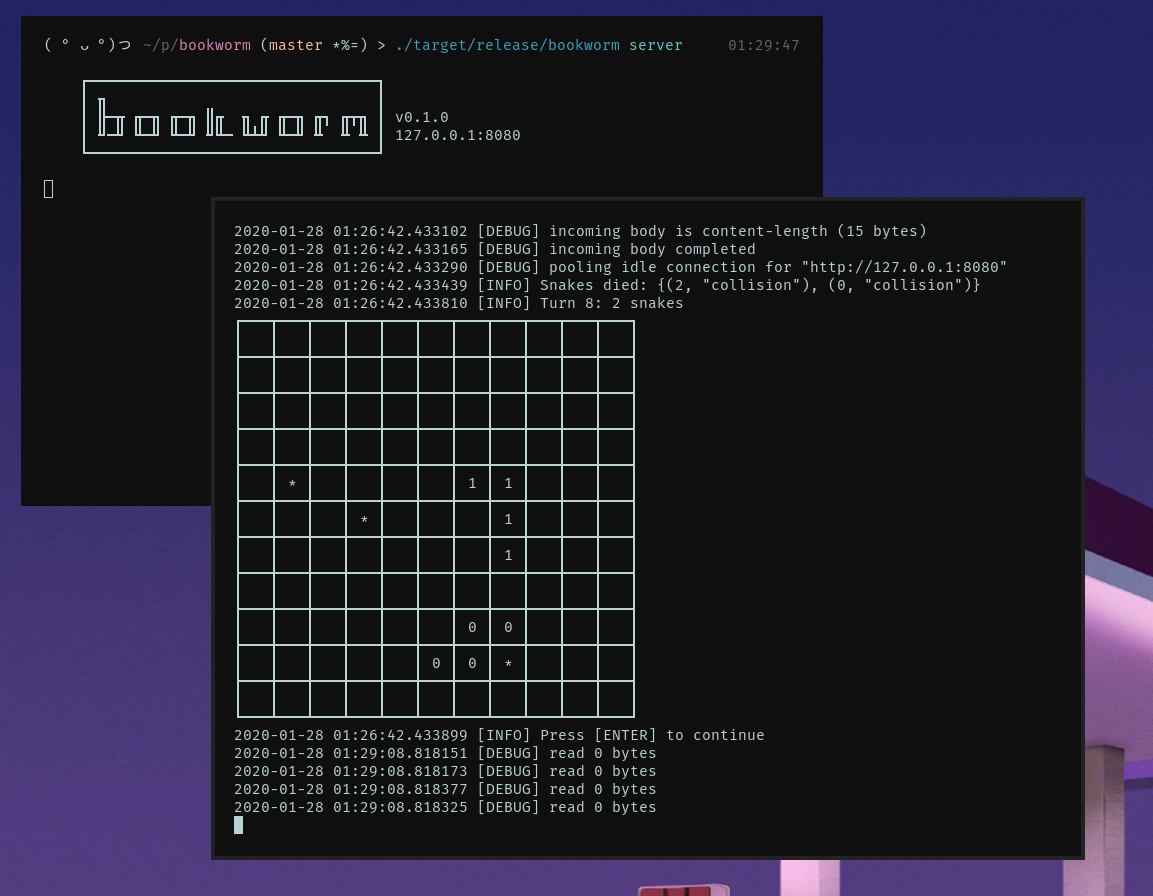 ( ° ᴗ °)つ ~/p/bookworm (master *%=) > ./target/release/bookworm server 01:29:47
bookworm
v0.1.0
127.0.0.1:8080
2020-01-28 01:26:42.433102 [DEBUG] incoming body is content-length (15 bytes)
2020-01-28 01:26:42.433165 [DEBUG] incoming body completed
2020-01-28 01:26:42.433290 [DEBUG] pooling idle connection for "http://127.0.0.1:8080"
2020-01-28 01:26:42.433439 [INFO] Snakes died: {(2, "collision"), (0, "collision")}
2020-01-28 01:26:42.433810 [INFO] Turn 8: 2 snakes
* 1 1
* 1
1
0 0
0 0 *
2020-01-28 01:26:42.433899 [INFO] Press [ENTER] to continue
2020-01-28 01:29:08.818151 [DEBUG] read 0 bytes
2020-01-28 01:29:08.818173 [DEBUG] read 0 bytes
2020-01-28 01:29:08.818377 [DEBUG] read 0 bytes
2020-01-28 01:29:08.818325 [DEBUG] read 0 bytes